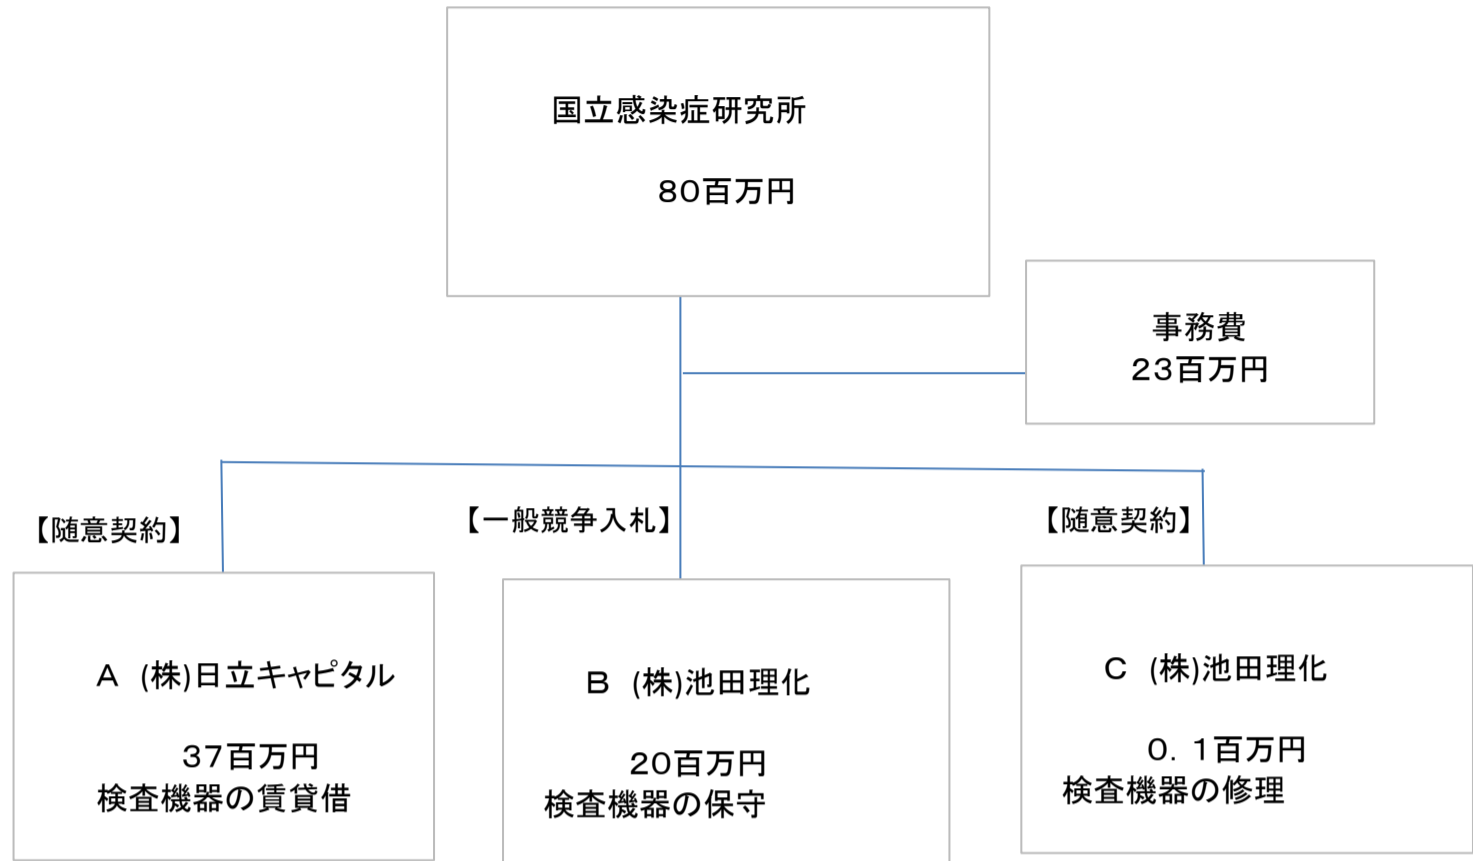 国立感染症研究所
80百万円
事務費
23百万円
【随意契約】
【一般競争入札】
【随意契約】
A (株)日立キャピタル
37百万円
検査機器の賃貸借
B (株)池田理化
20百万円
検査機器の保守
C (株)池田理化
0．1百万円
検査機器の修理